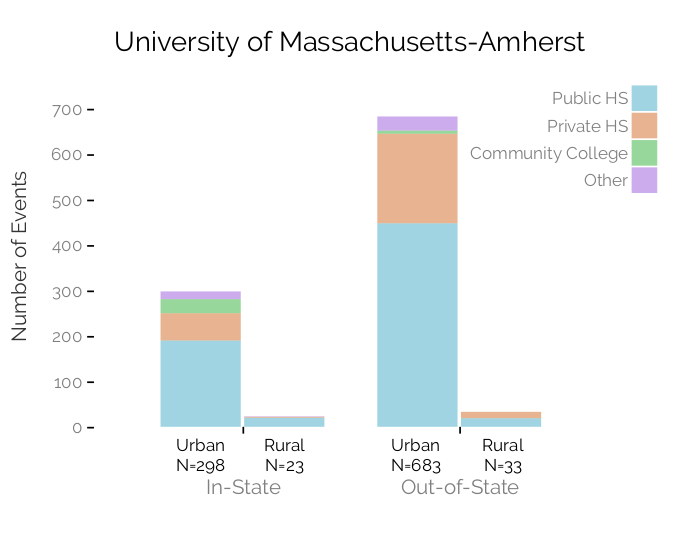 University of Massachusetts-Amherst
Public HS
Private HS
Community College
Other
Number of Events
700
600
500
400
300
200
100
0
Urban Rural Urban Rural
N=298 N=23 N=683 N=33
In-State Out-of-State